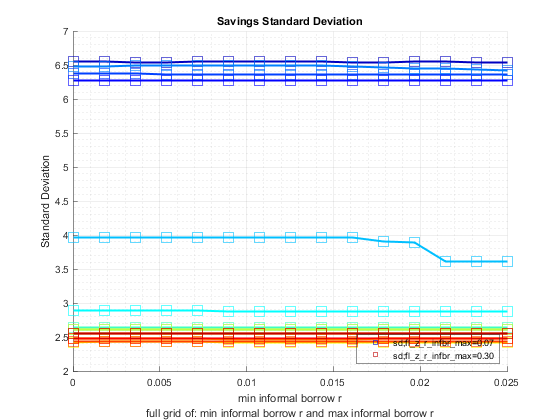 Savings Standard Deviation
7
6.5
6
5.5
5
4.5
4
3.5
3
2.5
2
Standard Deviation
sd;fl_z_r_infbr_max=0.07
sd;fl_z_r_infbr_max=0.30
0 0.005 0.01 0.015 0.02 0.025
min informal borrow r
full grid of: min informal borrow r and max informal borrow r